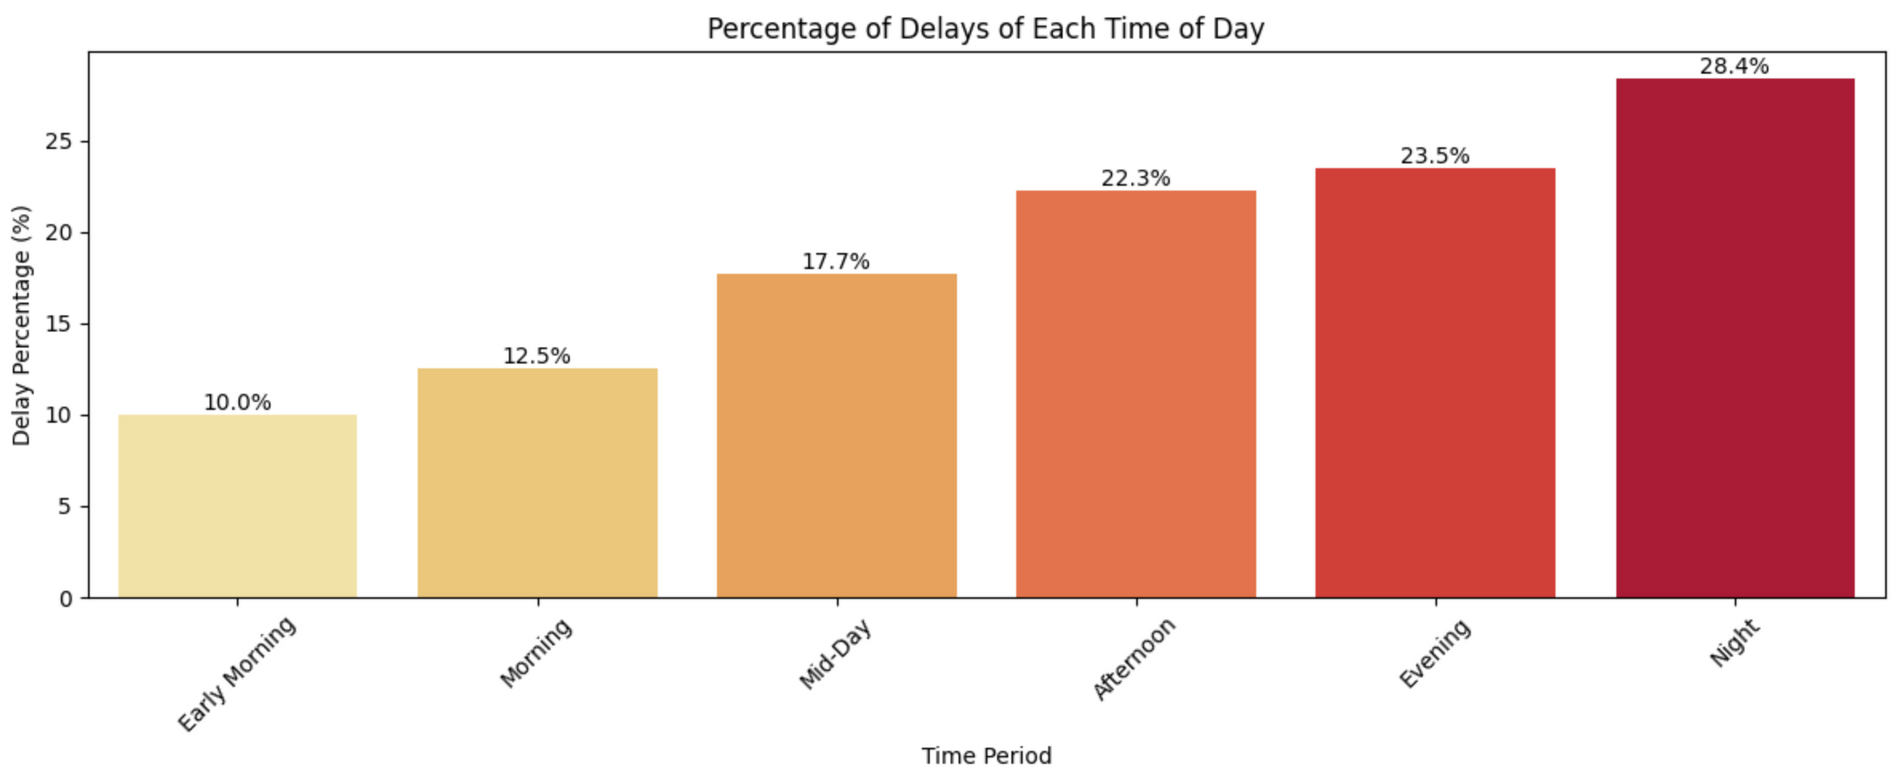 Percentage of Delays of Each Time of Day
Delay Percentage (%)
25
20
15
10
5
0
10.0%
12.5%
17.7%
22.3%
23.5%
28.4%
Early Morning
Morning
Mid-Day
Afternoon
Evening
Night
Time Period